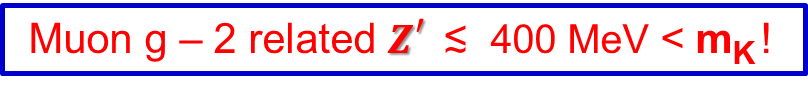 Muon g – 2 related Z′ ≲ 400 MeV < mK!